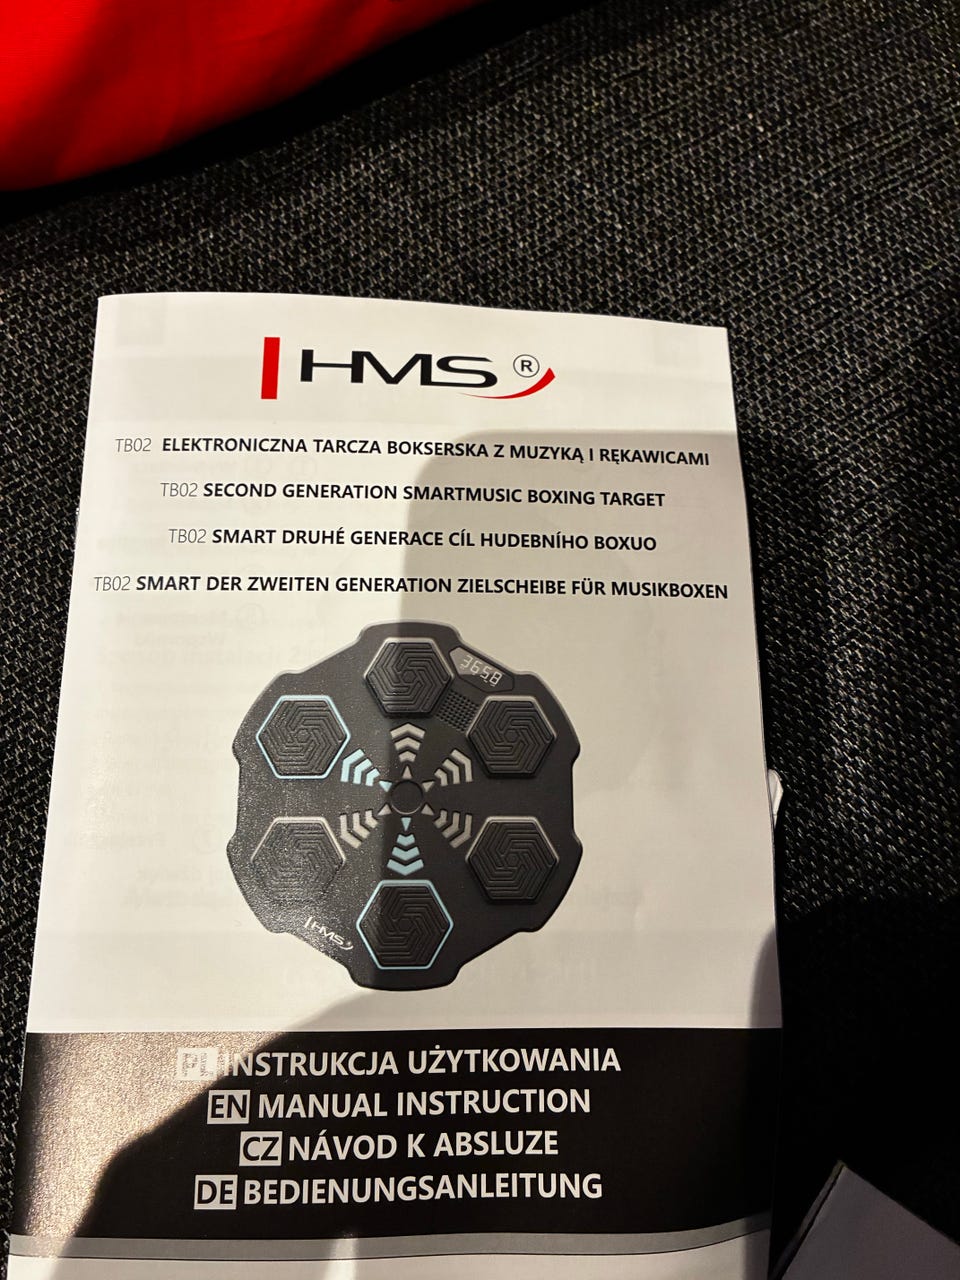 HMS ®
TB02 ELEKTRONICZNA TARCZA BOKSERSKA Z MUZYKĄ I RĘKAWICAMI
TB02 SECOND GENERATION SMARTMUSIC BOXING TARGET
TB02 SMART DRUHÉ GENERACE CÍL HUDEBNÍHO BOXUO
TB02 SMART DER ZWEITEN GENERATION ZIELSCHEIBE FÜR MUSIKBOXEN
3658
HMS
PL INSTRUKCJA UŻYTKOWANIA
EN MANUAL INSTRUCTION
CZ NÁVOD K ABSLUZE
DE BEDIENUNGSANLEITUNG